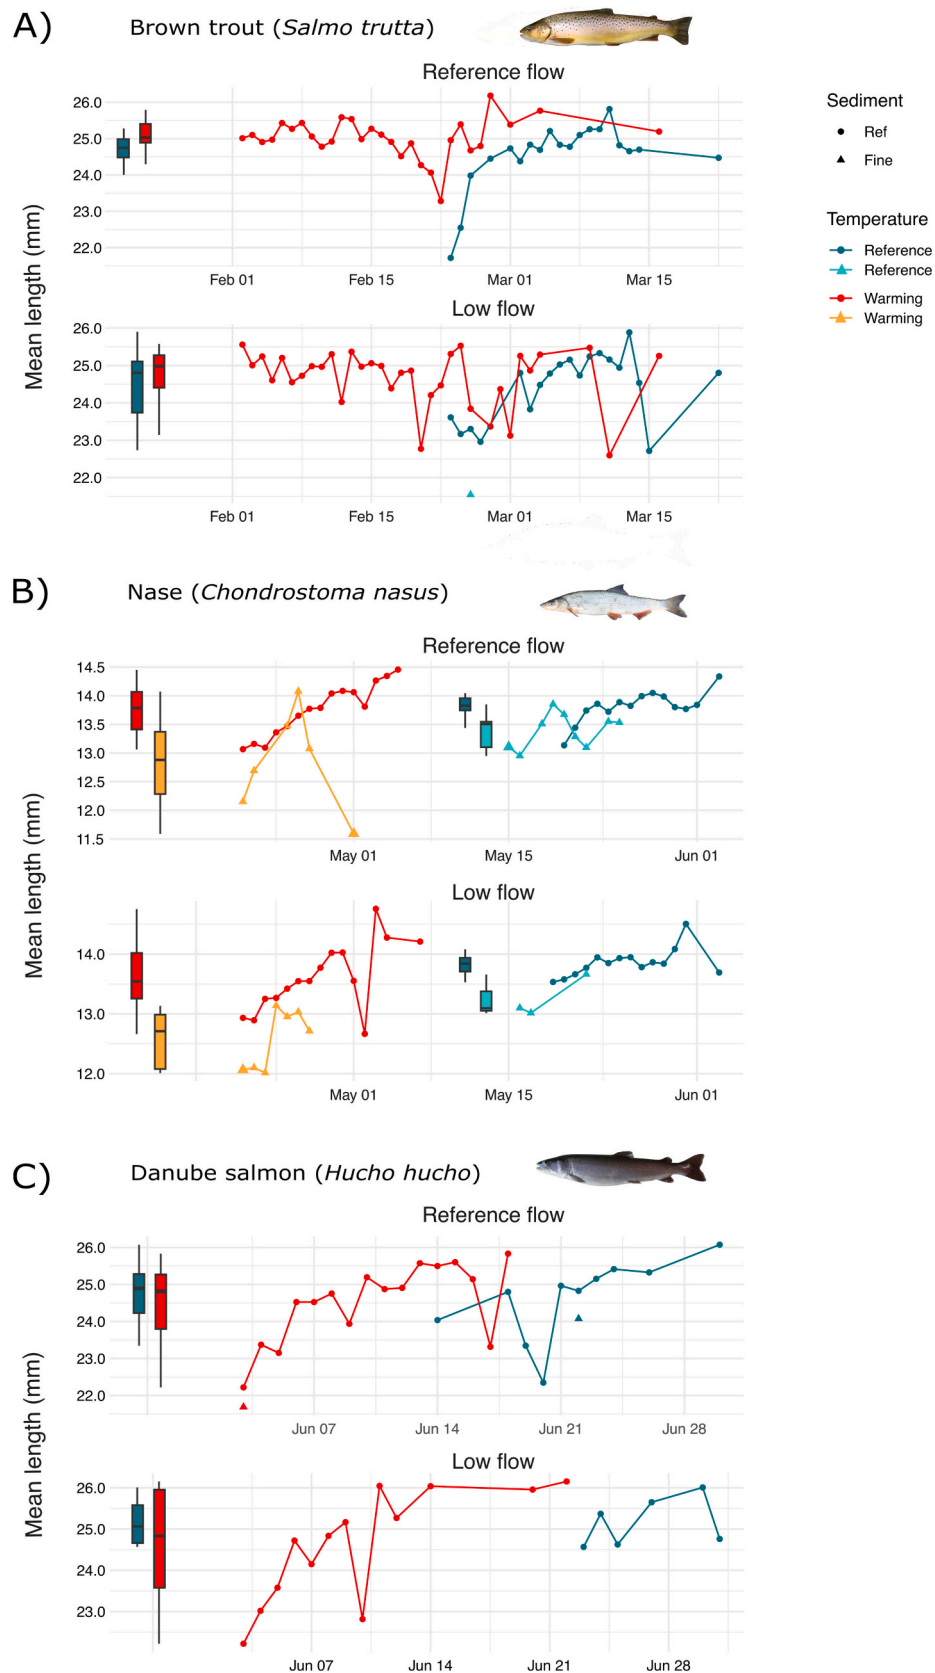 A)
Brown trout (Salmo trutta)
Reference flow
Mean length (mm)
26.0
25.0
24.0
23.0
22.0
Feb 01 Feb 15 Mar 01 Mar 15
Low flow
26.0
25.0
24.0
23.0
22.0
Feb 01 Feb 15 Mar 01 Mar 15
Sediment
Ref
Fine
Temperature
Reference
Reference
Warming
Warming
B)
Nase (Chondrostoma nasus)
Reference flow
Mean length (mm)
14.5
14.0
13.5
13.0
12.5
12.0
11.5
May 01 May 15 Jun 01
Low flow
14.0
13.0
12.0
May 01 May 15 Jun 01
C)
Danube salmon (Hucho hucho)
Reference flow
Mean length (mm)
26.0
25.0
24.0
23.0
22.0
Jun 07 Jun 14 Jun 21 Jun 28
Low flow
26.0
25.0
24.0
23.0
Jun 07 Jun 14 Jun 21 Jun 28